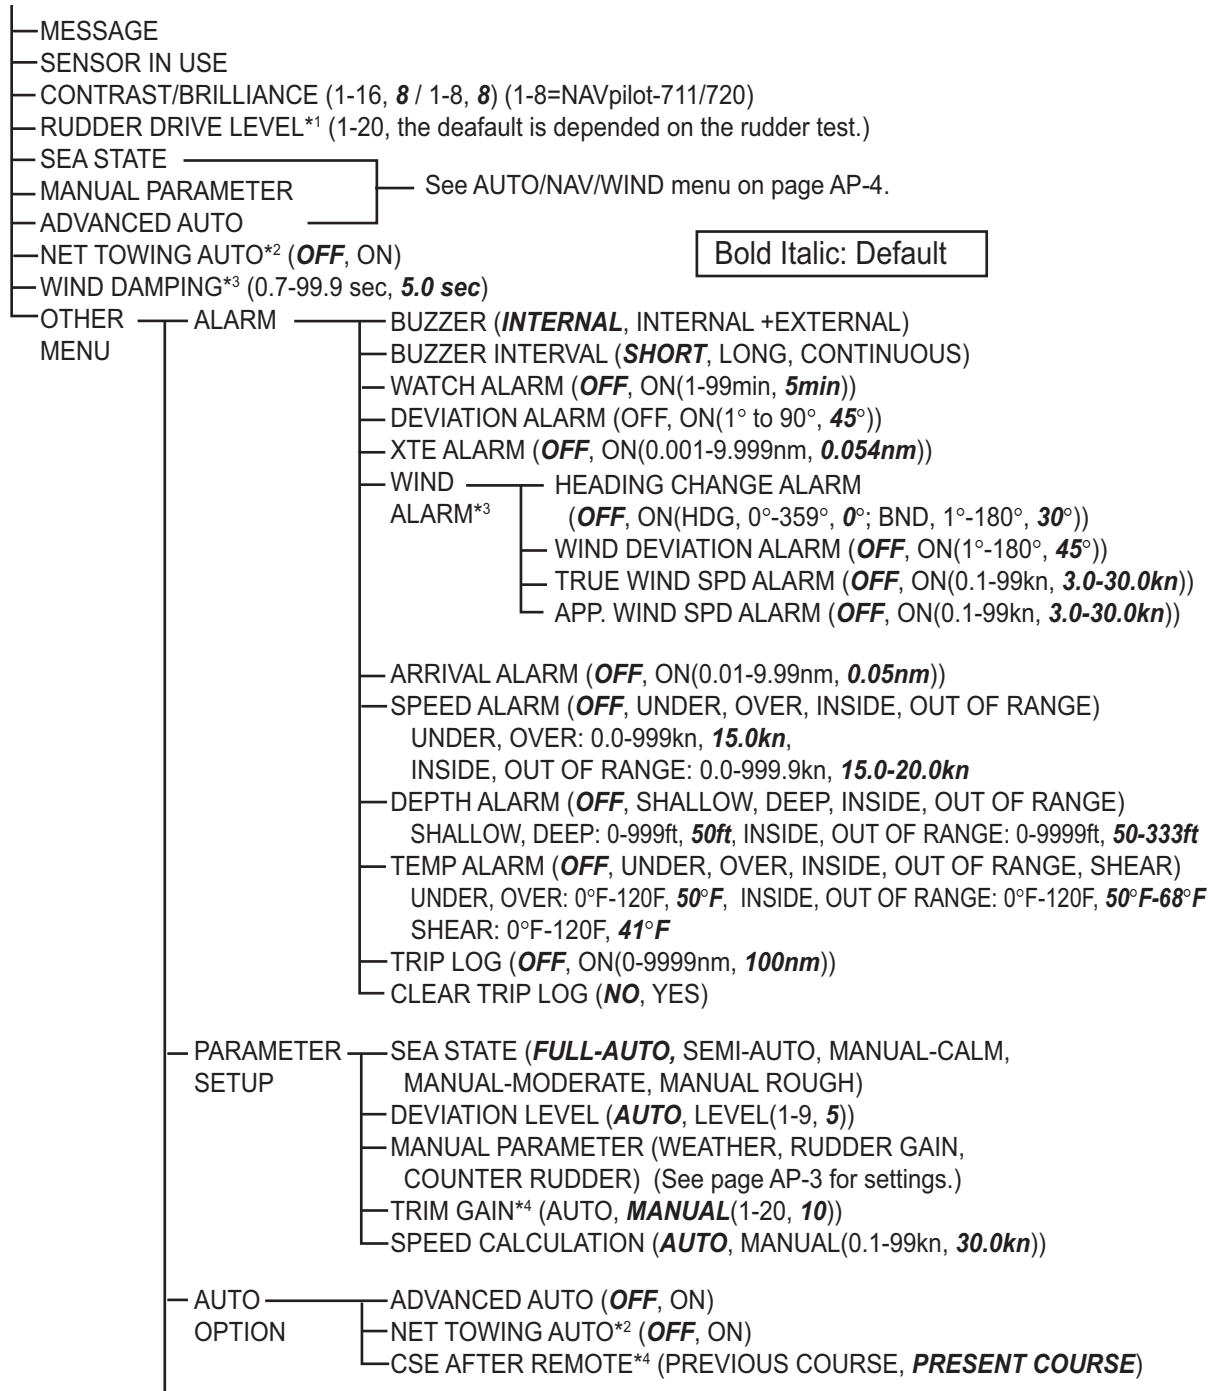 MESSAGE
SENSOR IN USE
CONTRAST/BRILLIANCE (1-16, 8 / 1-8, 8) (1-8=NAVpilot-711/720)
RUDDER DRIVE LEVEL*1 (1-20, the deafault is depended on the rudder test.)
SEA STATE
MANUAL PARAMETER
See AUTO/NAV/WIND menu on page AP-4.
ADVANCED AUTO
NET TOWING AUTO*2 (OFF, ON)
Bold Italic: Default
WIND DAMPING*3 (0.7-99.9 sec, 5.0 sec)
OTHER
MENU
ALARM
BUZZER (INTERNAL, INTERNAL +EXTERNAL)
BUZZER INTERVAL (SHORT, LONG, CONTINUOUS)
WATCH ALARM (OFF, ON(1-99min, 5min))
DEVIATION ALARM (OFF, ON(1° to 90°, 45°))
XTE ALARM (OFF, ON(0.001-9.999nm, 0.054nm))
WIND
ALARM*3
HEADING CHANGE ALARM
(OFF, ON(HDG, 0°-359°, 0°; BND, 1°-180°, 30°))
WIND DEVIATION ALARM (OFF, ON(1°-180°, 45°))
TRUE WIND SPD ALARM (OFF, ON(0.1-99kn, 3.0-30.0kn))
APP. WIND SPD ALARM (OFF, ON(0.1-99kn, 3.0-30.0kn))
ARRIVAL ALARM (OFF, ON(0.01-9.99nm, 0.05nm))
SPEED ALARM (OFF, UNDER, OVER, INSIDE, OUT OF RANGE)
UNDER, OVER: 0.0-999kn, 15.0kn,
INSIDE, OUT OF RANGE: 0.0-999.9kn, 15.0-20.0kn
DEPTH ALARM (OFF, SHALLOW, DEEP, INSIDE, OUT OF RANGE)
SHALLOW, DEEP: 0-999ft, 50ft, INSIDE, OUT OF RANGE: 0-9999ft, 50-333ft
TEMP ALARM (OFF, UNDER, OVER, INSIDE, OUT OF RANGE, SHEAR)
UNDER, OVER: 0°F-120F, 50°F, INSIDE, OUT OF RANGE: 0°F-120F, 50°F-68°F
SHEAR: 0°F-120F, 41°F
TRIP LOG (OFF, ON(0-9999nm, 100nm))
CLEAR TRIP LOG (NO, YES)
PARAMETER
SETUP
SEA STATE (FULL-AUTO, SEMI-AUTO, MANUAL-CALM,
MANUAL-MODERATE, MANUAL ROUGH)
DEVIATION LEVEL (AUTO, LEVEL(1-9, 5))
MANUAL PARAMETER (WEATHER, RUDDER GAIN,
COUNTER RUDDER) (See page AP-3 for settings.)
TRIM GAIN*4 (AUTO, MANUAL(1-20, 10))
SPEED CALCULATION (AUTO, MANUAL(0.1-99kn, 30.0kn))
AUTO
OPTION
ADVANCED AUTO (OFF, ON)
NET TOWING AUTO*2 (OFF, ON)
CSE AFTER REMOTE*4 (PREVIOUS COURSE, PRESENT COURSE)